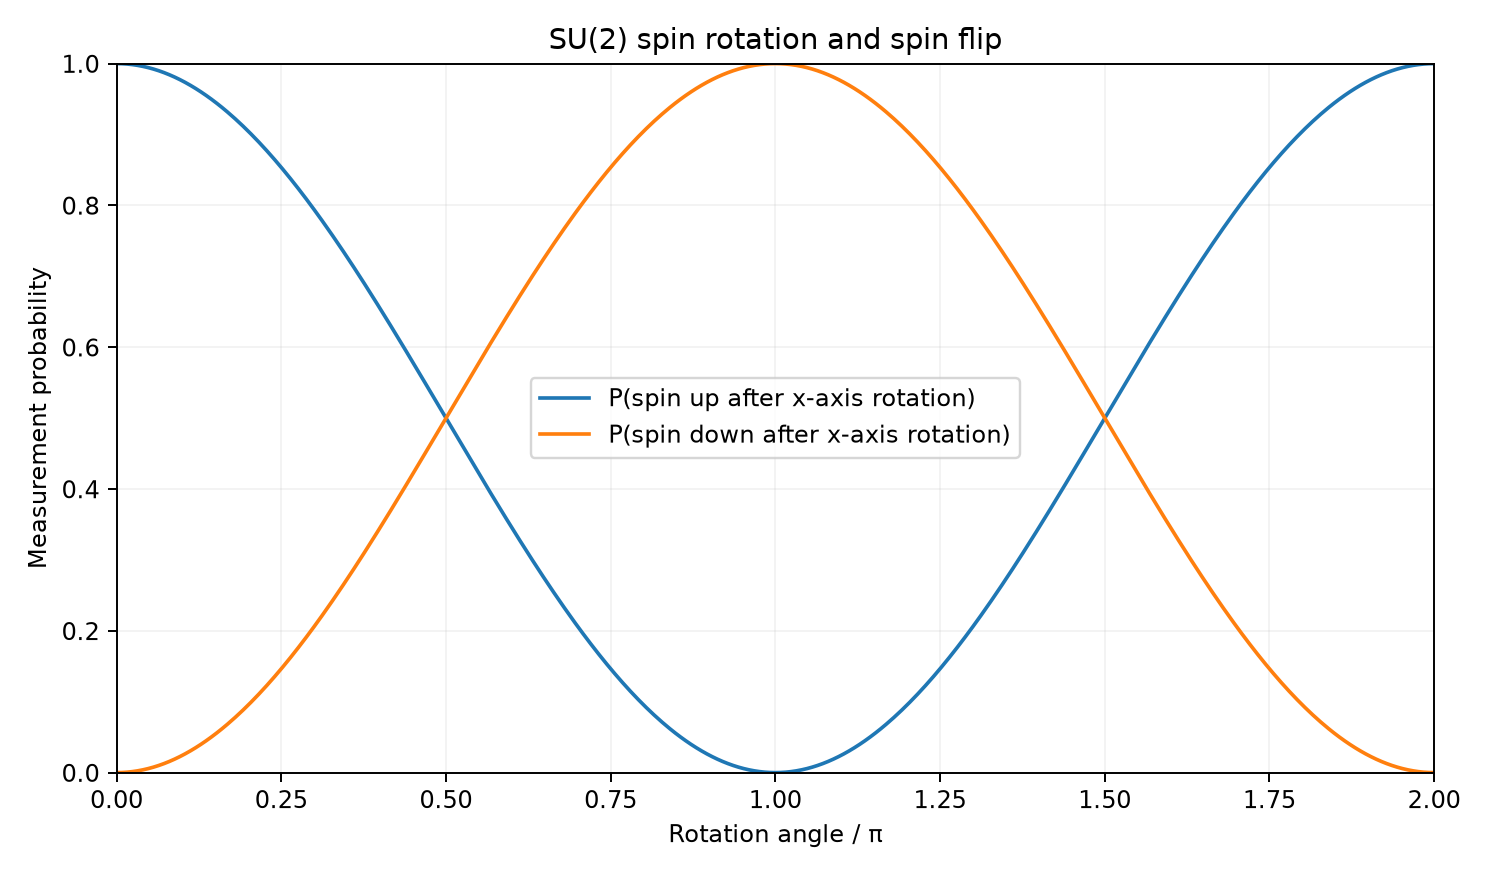 SU(2) spin rotation and spin flip
Measurement probability
1.0
0.8
0.6
0.4
0.2
0.0
P(spin up after x-axis rotation)
P(spin down after x-axis rotation)
0.00 0.25 0.50 0.75 1.00 1.25 1.50 1.75 2.00
Rotation angle / π